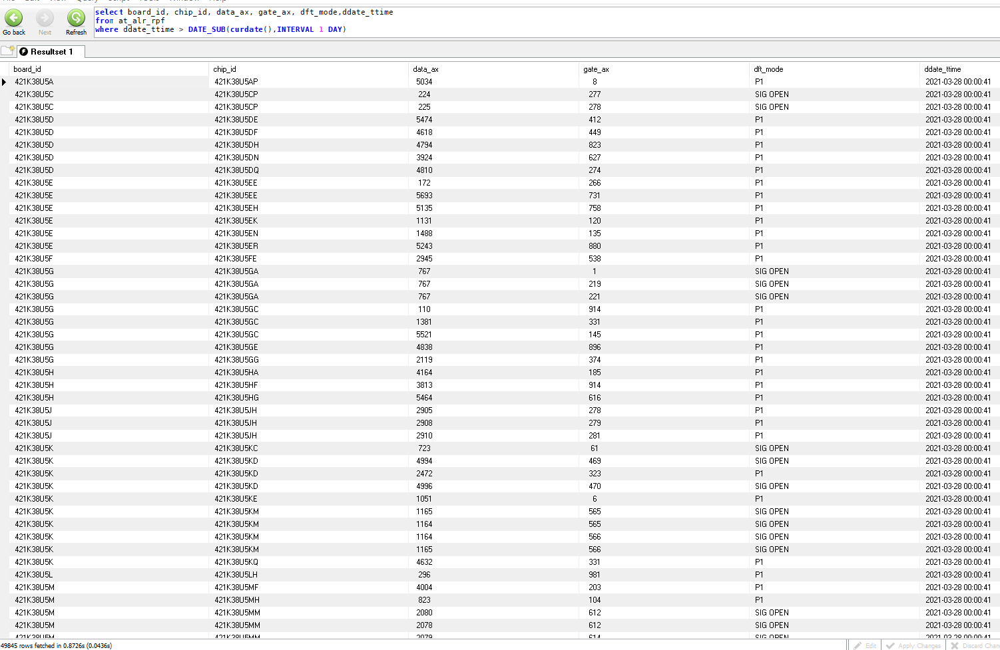 Go back
Next
Refresh
select board_id, chip_id, data_ax, gate_ax, dft_mode,ddate_ttime
from at_alr_rpf
where ddate_ttime > DATE_SUB(curdate(),INTERVAL 1 DAY)
Resultset 1
board_id chip_id data_ax gate_ax dft_mode ddate_ttime
421K38U5A 421K38U5AP 5034 8 P1 2021-03-28 00:00:41
421K38U5C 421K38U5CP 224 277 SIG OPEN 2021-03-28 00:00:41
421K38U5C 421K38U5CP 225 278 SIG OPEN 2021-03-28 00:00:41
421K38U5D 421K38U5DE 5474 412 P1 2021-03-28 00:00:41
421K38U5D 421K38U5DF 4618 449 P1 2021-03-28 00:00:41
421K38U5D 421K38U5DH 4794 823 P1 2021-03-28 00:00:41
421K38U5D 421K38U5DN 3924 627 P1 2021-03-28 00:00:41
421K38U5D 421K38U5DQ 4810 274 P1 2021-03-28 00:00:41
421K38U5E 421K38U5EE 172 266 P1 2021-03-28 00:00:41
421K38U5E 421K38U5EE 5693 731 P1 2021-03-28 00:00:41
421K38U5E 421K38U5EH 5135 758 P1 2021-03-28 00:00:41
421K38U5E 421K38U5EK 1131 120 P1 2021-03-28 00:00:41
421K38U5E 421K38U5EN 1488 135 P1 2021-03-28 00:00:41
421K38U5E 421K38U5ER 5243 880 P1 2021-03-28 00:00:41
421K38U5F 421K38U5FE 2945 538 P1 2021-03-28 00:00:41
421K38U5G 421K38U5GA 767 1 SIG OPEN 2021-03-28 00:00:41
421K38U5G 421K38U5GA 767 219 SIG OPEN 2021-03-28 00:00:41
421K38U5G 421K38U5GA 767 221 SIG OPEN 2021-03-28 00:00:41
421K38U5G 421K38U5GC 110 914 P1 2021-03-28 00:00:41
421K38U5G 421K38U5GC 1381 331 P1 2021-03-28 00:00:41
421K38U5G 421K38U5GC 5521 145 P1 2021-03-28 00:00:41
421K38U5G 421K38U5GE 4838 896 P1 2021-03-28 00:00:41
421K38U5G 421K38U5GG 2119 374 P1 2021-03-28 00:00:41
421K38U5H 421K38U5HA 4164 185 P1 2021-03-28 00:00:41
421K38U5H 421K38U5HF 3813 914 P1 2021-03-28 00:00:41
421K38U5H 421K38U5HG 5464 616 P1 2021-03-28 00:00:41
421K38U5J 421K38U5JH 2905 278 P1 2021-03-28 00:00:41
421K38U5J 421K38U5JH 2908 279 P1 2021-03-28 00:00:41
421K38U5J 421K38U5JH 2910 281 P1 2021-03-28 00:00:41
421K38U5K 421K38U5KC 723 61 SIG OPEN 2021-03-28 00:00:41
421K38U5K 421K38U5KD 4994 469 SIG OPEN 2021-03-28 00:00:41
421K38U5K 421K38U5KD 2472 323 P1 2021-03-28 00:00:41
421K38U5K 421K38U5KD 4996 470 SIG OPEN 2021-03-28 00:00:41
421K38U5K 421K38U5KE 1051 6 P1 2021-03-28 00:00:41
421K38U5K 421K38U5KM 1165 565 SIG OPEN 2021-03-28 00:00:41
421K38U5K 421K38U5KM 1164 565 SIG OPEN 2021-03-28 00:00:41
421K38U5K 421K38U5KM 1164 566 SIG OPEN 2021-03-28 00:00:41
421K38U5K 421K38U5KM 1165 566 SIG OPEN 2021-03-28 00:00:41
421K38U5K 421K38U5KQ 4632 331 P1 2021-03-28 00:00:41
421K38U5L 421K38U5LH 296 981 P1 2021-03-28 00:00:41
421K38U5M 421K38U5MF 4004 203 P1 2021-03-28 00:00:41
421K38U5M 421K38U5MH 823 104 P1 2021-03-28 00:00:41
421K38U5M 421K38U5MM 2080 612 SIG OPEN 2021-03-28 00:00:41
421K38U5M 421K38U5MM 2078 612 SIG OPEN 2021-03-28 00:00:41
49845 rows fetched in 0.8726s (0.0436s)
Edit Apply Changes Discard